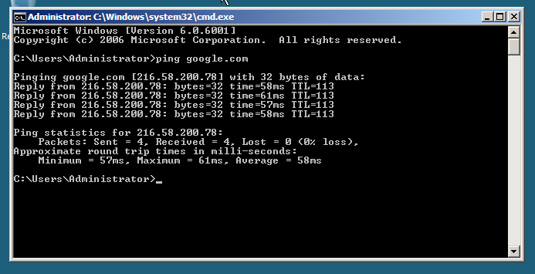 Re
Administrator: C:\Windows\system32\cmd.exe
Microsoft Windows [Version 6.0.6001]
Copyright (c) 2006 Microsoft Corporation.  All rights reserved.
C:\Users\Administrator>ping google.com
Pinging google.com [216.58.200.78] with 32 bytes of data:
Reply from 216.58.200.78: bytes=32 time=58ms TTL=113
Reply from 216.58.200.78: bytes=32 time=61ms TTL=113
Reply from 216.58.200.78: bytes=32 time=57ms TTL=113
Reply from 216.58.200.78: bytes=32 time=58ms TTL=113
Ping statistics for 216.58.200.78:
    Packets: Sent = 4, Received = 4, Lost = 0 (0% loss),
Approximate round trip times in milli-seconds:
    Minimum = 57ms, Maximum = 61ms, Average = 58ms
C:\Users\Administrator>_